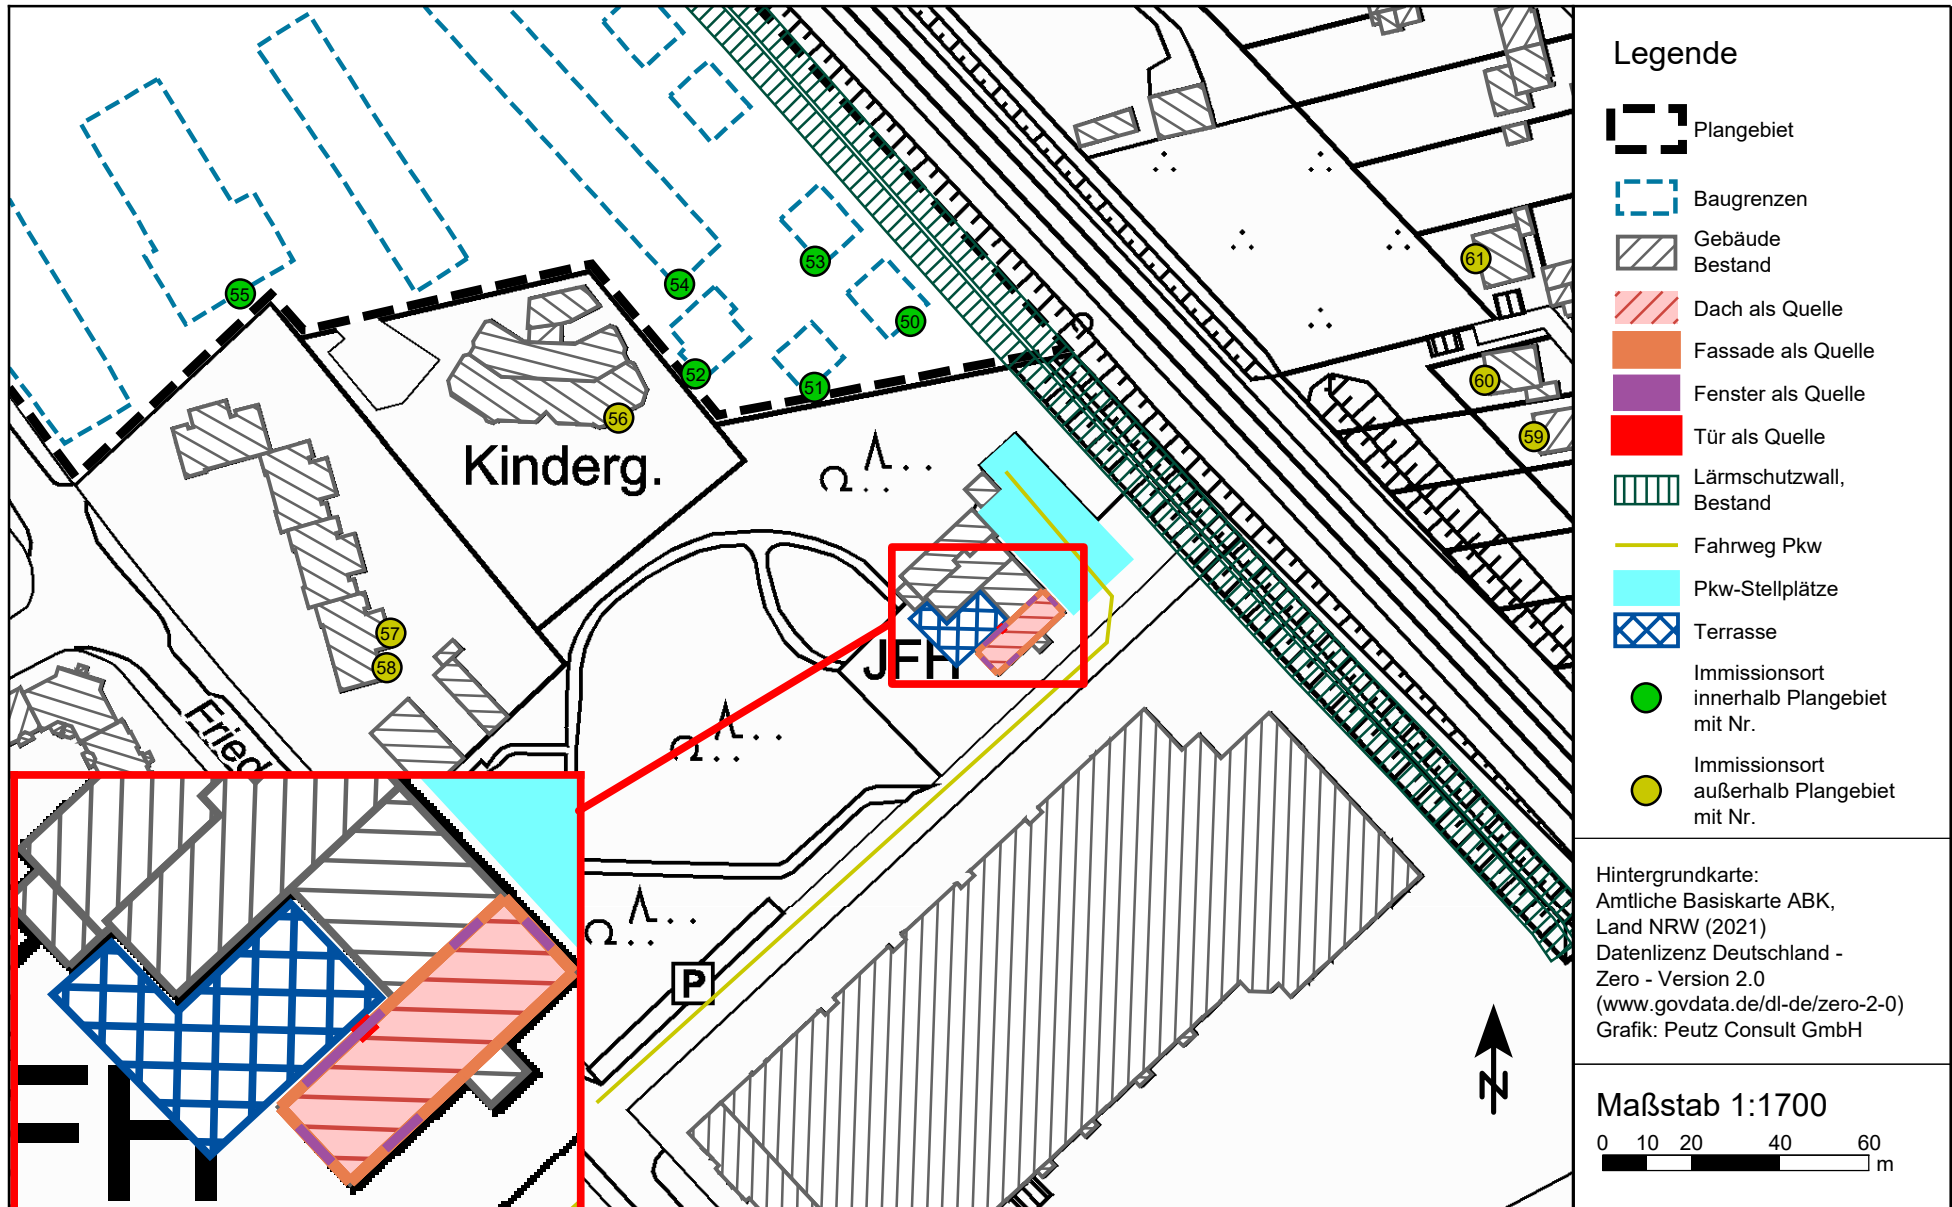 55
54
53
50
52
51
56
Kinderg.
61
60
59
57
58
JFH
Fried
P
FH
N
Legende
Plangebiet
Baugrenzen
Gebäude
Bestand
Dach als Quelle
Fassade als Quelle
Fenster als Quelle
Tür als Quelle
Lärmschutzwall,
Bestand
Fahrweg Pkw
Pkw-Stellplätze
Terrasse
Immissionsort
innerhalb Plangebiet
mit Nr.
Immissionsort
außerhalb Plangebiet
mit Nr.
Hintergrundkarte:
Amtliche Basiskarte ABK,
Land NRW (2021)
Datenlizenz Deutschland -
Zero - Version 2.0
(www.govdata.de/dl-de/zero-2-0)
Grafik: Peutz Consult GmbH
Maßstab 1:1700
0 10 20 40 60
m